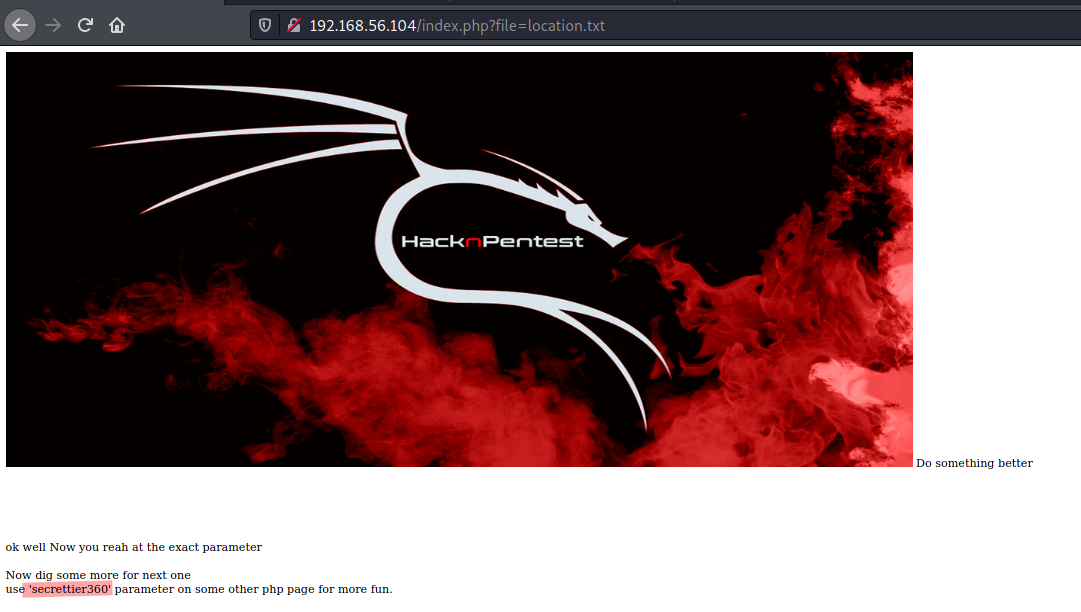 192.168.56.104/index.php?file=location.txt
HacknPentest
Do something better
ok well Now you reah at the exact parameter
Now dig some more for next one
use 'secrettier360' parameter on some other php page for more fun.